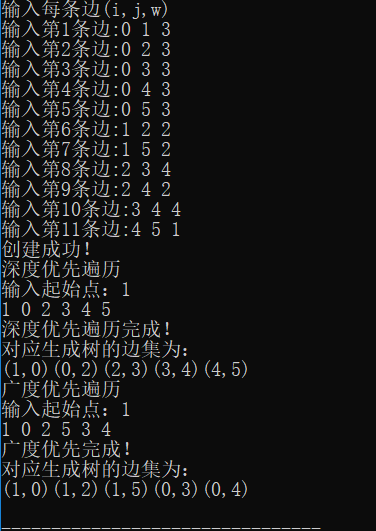 输入每条边(i,j,w)
输入第1条边:0 1 3
输入第2条边:0 2 3
输入第3条边:0 3 3
输入第4条边:0 4 3
输入第5条边:0 5 3
输入第6条边:1 2 2
输入第7条边:1 5 2
输入第8条边:2 3 4
输入第9条边:2 4 2
输入第10条边:3 4 4
输入第11条边:4 5 1
创建成功!
深度优先遍历
输入起始点：1
1 0 2 3 4 5
深度优先遍历完成!
对应生成树的边集为:
(1,0)(0,2)(2,3)(3,4)(4,5)
广度优先遍历
输入起始点：1
1 0 2 5 3 4
广度优先完成!
对应生成树的边集为:
(1,0)(1,2)(1,5)(0,3)(0,4)
--------------------------------